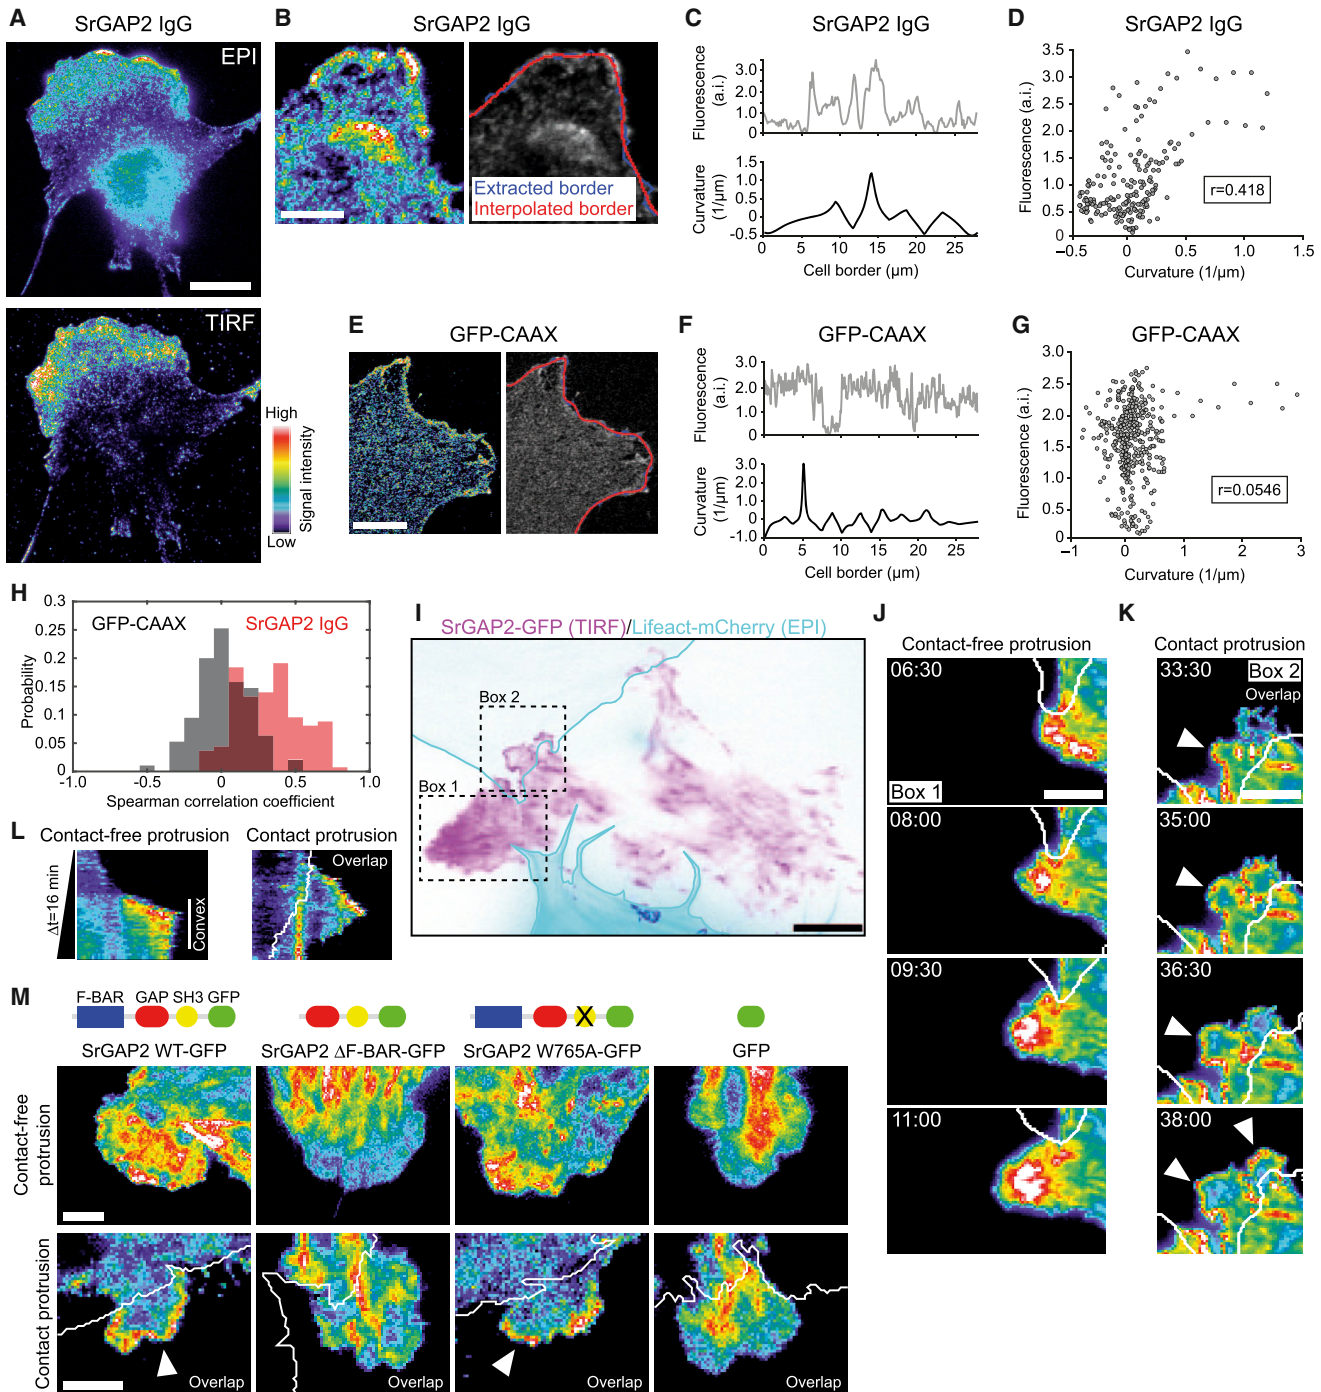 A
SrGAP2 IgG
EPI
TIRF
High
Signal intensity
Low
B
SrGAP2 IgG
Extracted border
Interpolated border
C
SrGAP2 IgG
Fluorescence (a.i.)
3.0
2.0
1.0
0
Curvature (1/µm)
1.5
1.0
0.5
0
-0.5
0 5 10 15 20 25
Cell border (µm)
D
SrGAP2 IgG
Fluorescence (a.i.)
3.5
3.0
2.5
2.0
1.5
1.0
0.5
0
r=0.418
−0.5 0 0.5 1.0 1.5
Curvature (1/µm)
E
GFP-CAAX
F
GFP-CAAX
Fluorescence (a.i.)
3.0
2.0
1.0
0
Curvature (1/µm)
3.0
2.0
1.0
0
-1.0
0 5 10 15 20 25
Cell border (µm)
G
GFP-CAAX
Fluorescence (a.i.)
3.0
2.5
2.0
1.5
1.0
0.5
0
r=0.0546
−1 0 1 2 3
Curvature (1/µm)
H
Probability
0.3
0.25
0.2
0.15
0.1
0.05
0
GFP-CAAX
SrGAP2 IgG
-1.0 -0.5 0 0.5 1.0
Spearman correlation coefficient
I
SrGAP2-GFP (TIRF)/Lifeact-mCherry (EPI)
Box 2
Box 1
J
Contact-free protrusion
06:30
Box 1
08:00
09:30
11:00
K
Contact protrusion
33:30
Box 2
Overlap
35:00
36:30
38:00
L
Contact-free protrusion
Δt=16 min
Convex
Contact protrusion
Overlap
M
F-BAR GAP SH3 GFP
X
SrGAP2 WT-GFP
SrGAP2 ΔF-BAR-GFP
SrGAP2 W765A-GFP
GFP
Contact-free protrusion
Contact protrusion
Overlap
Overlap
Overlap
Overlap